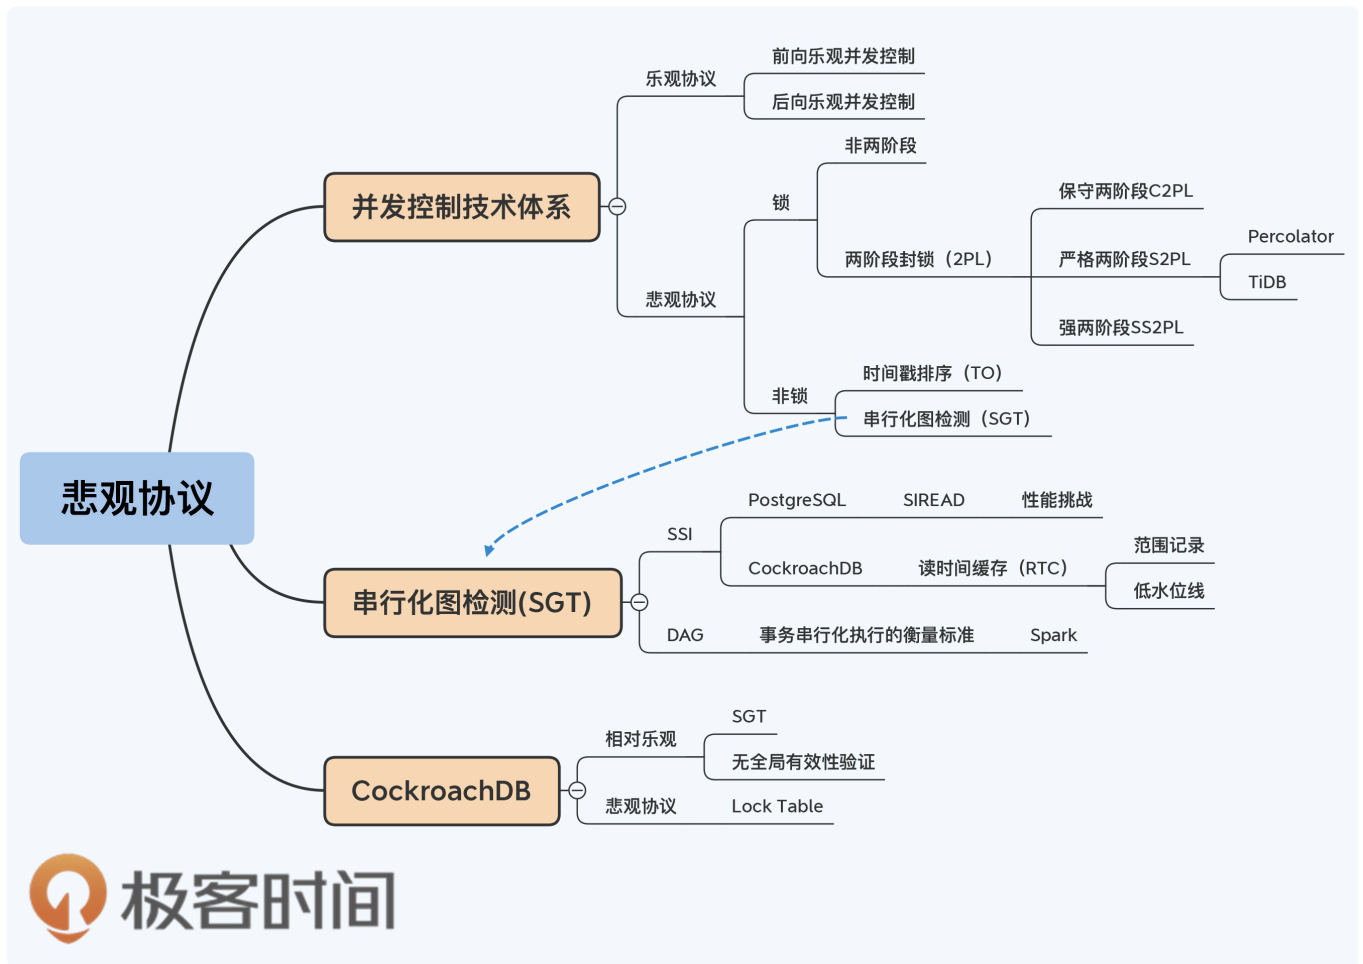 悲观协议
并发控制技术体系
乐观协议
前向乐观并发控制
后向乐观并发控制
悲观协议
锁
非两阶段
两阶段封锁（2PL）
保守两阶段C2PL
严格两阶段S2PL
Percolator
TiDB
强两阶段SS2PL
非锁
时间戳排序（TO）
串行化图检测（SGT）
串行化图检测(SGT)
SSI
PostgreSQL
SIREAD
性能挑战
CockroachDB
读时间缓存（RTC）
范围记录
低水位线
DAG
事务串行化执行的衡量标准
Spark
CockroachDB
相对乐观
SGT
无全局有效性验证
悲观协议
Lock Table
极客时间